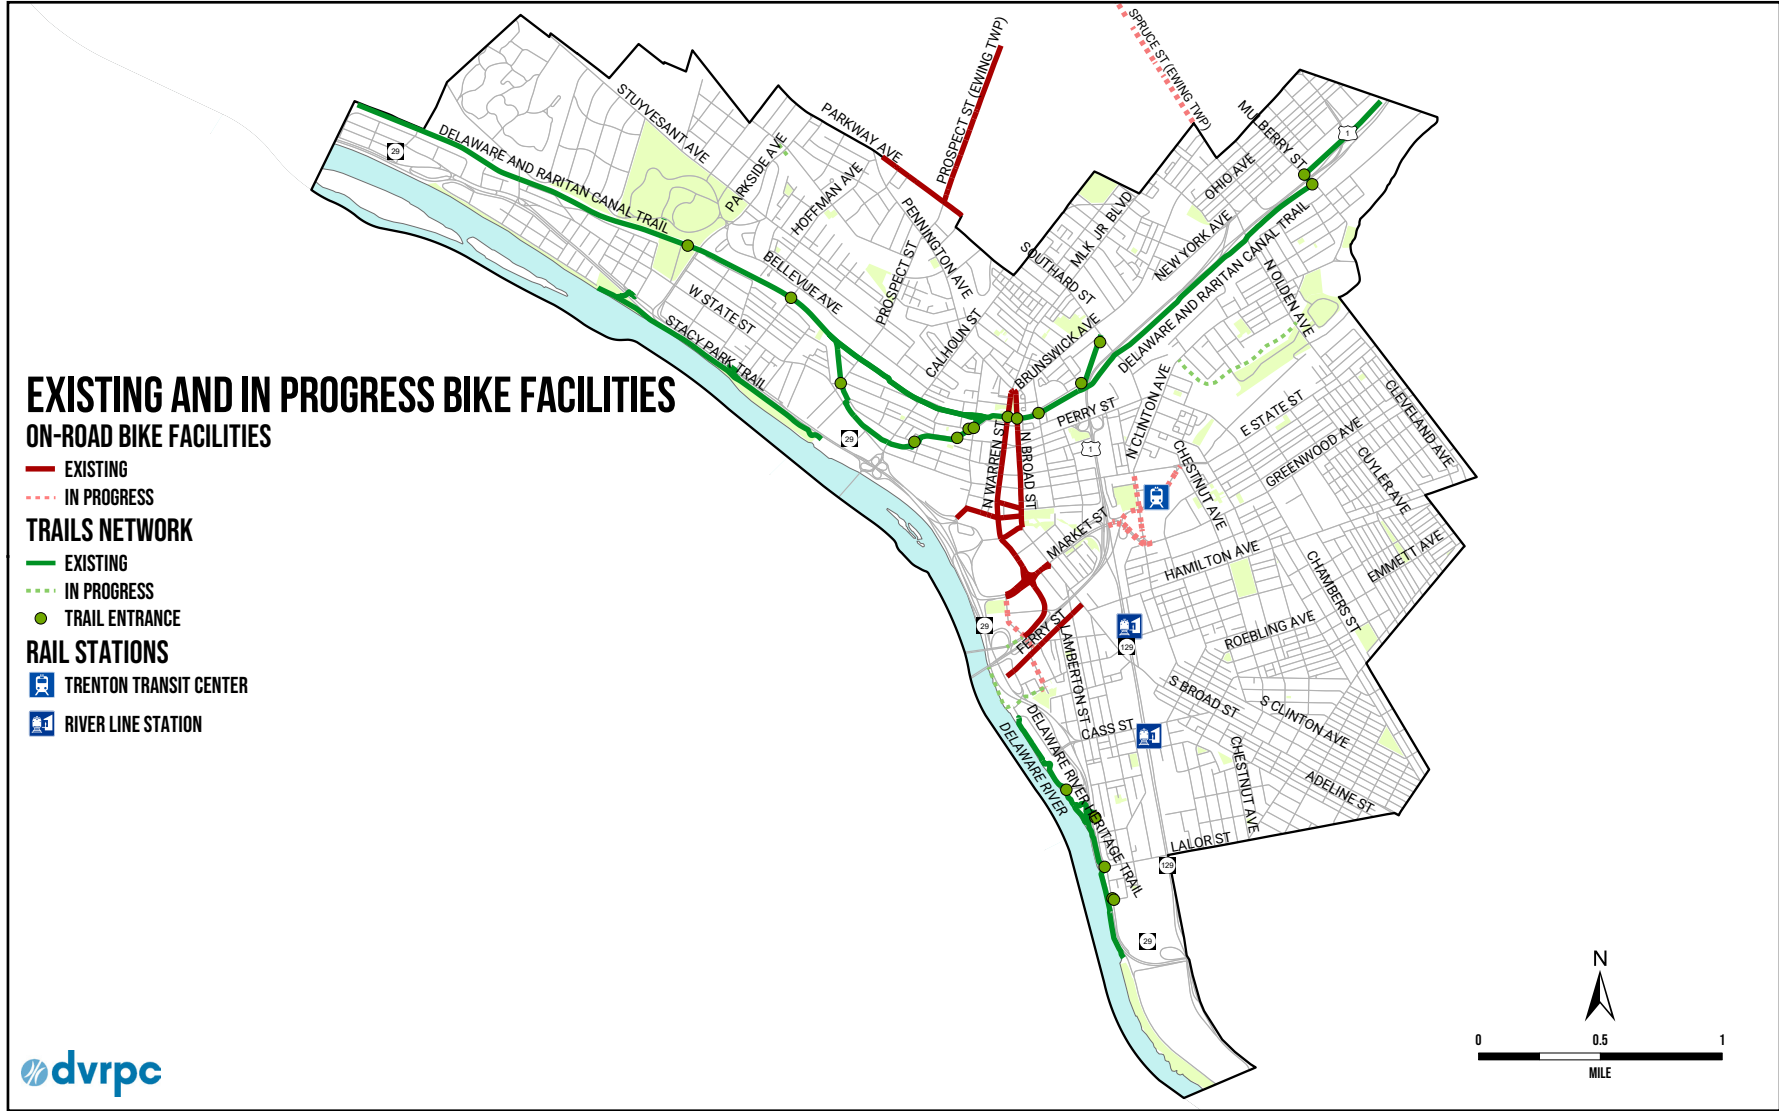 EXISTING AND IN PROGRESS BIKE FACILITIES
ON-ROAD BIKE FACILITIES
EXISTING
IN PROGRESS
TRAILS NETWORK
EXISTING
IN PROGRESS
TRAIL ENTRANCE
RAIL STATIONS
TRENTON TRANSIT CENTER
RIVER LINE STATION
SPRUCE ST (EWING TWP)
PROSPECT ST (EWING TWP)
STUYVESANT AVE
PARKWAY AVE
MULBERRY ST
1
29
DELAWARE AND RARITAN CANAL TRAIL
PARKSIDE AVE
HOFFMAN AVE
OHIO AVE
PENNINGTON AVE
MLK JR BLVD
NEW YORK AVE
SOUTHARD ST
BELLEVUE AVE
PROSPECT ST
DELAWARE AND RARITAN CANAL TRAIL
N OLDEN AVE
W STATE ST
STACY PARK TRAIL
CALHOUN ST
BRUNSWICK AVE
N CLINTON AVE
PERRY ST
E STATE ST
CLEVELAND AVE
29
N WARREN ST
N BROAD ST
1
CHESTNUT AVE
GREENWOOD AVE
CUYLER AVE
MARKET ST
HAMILTON AVE
CHAMBERS ST
EMMETT AVE
29
FERRY ST
LAMBERTON ST
129
ROEBLING AVE
S BROAD ST
S CLINTON AVE
CASS ST
DELAWARE RIVER
DELAWARE RIVER HERITAGE TRAIL
CHESTNUT AVE
ADELINE ST
LALOR ST
129
29
N
0 0.5 1
MILE
dvrpc